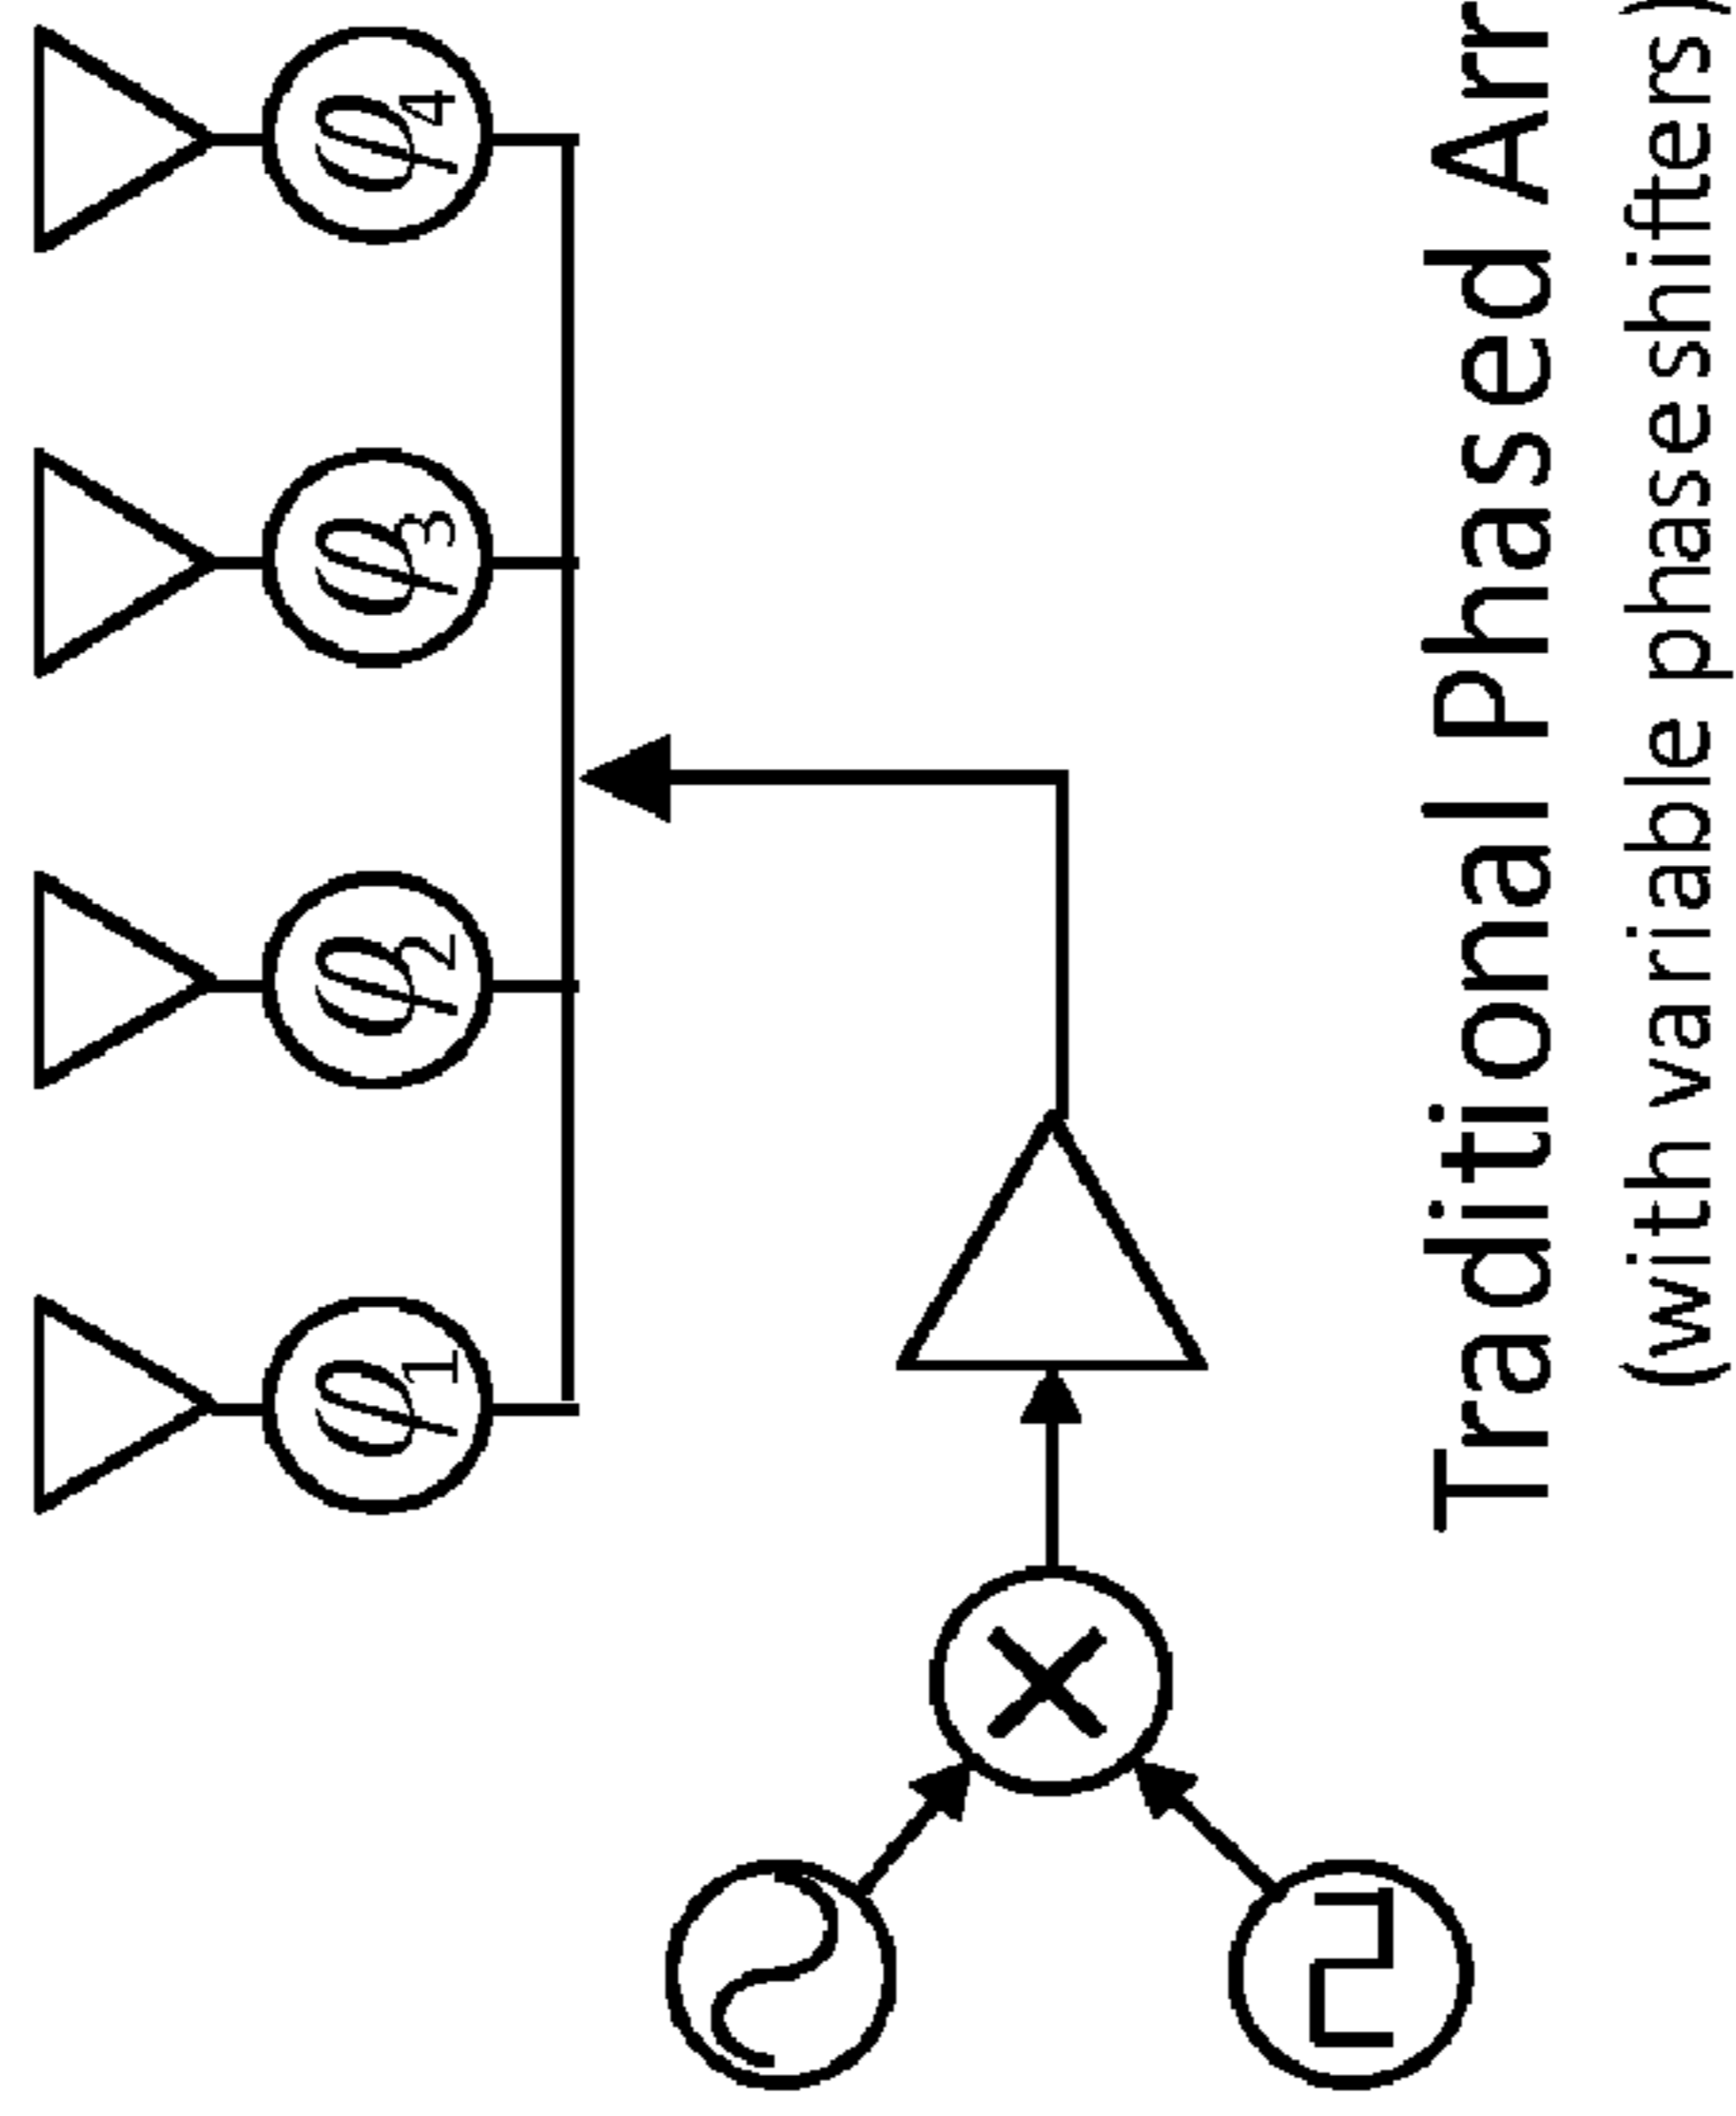 φ1 φ2 φ3 φ4
Traditional Phased Arr
(with variable phase shifters)